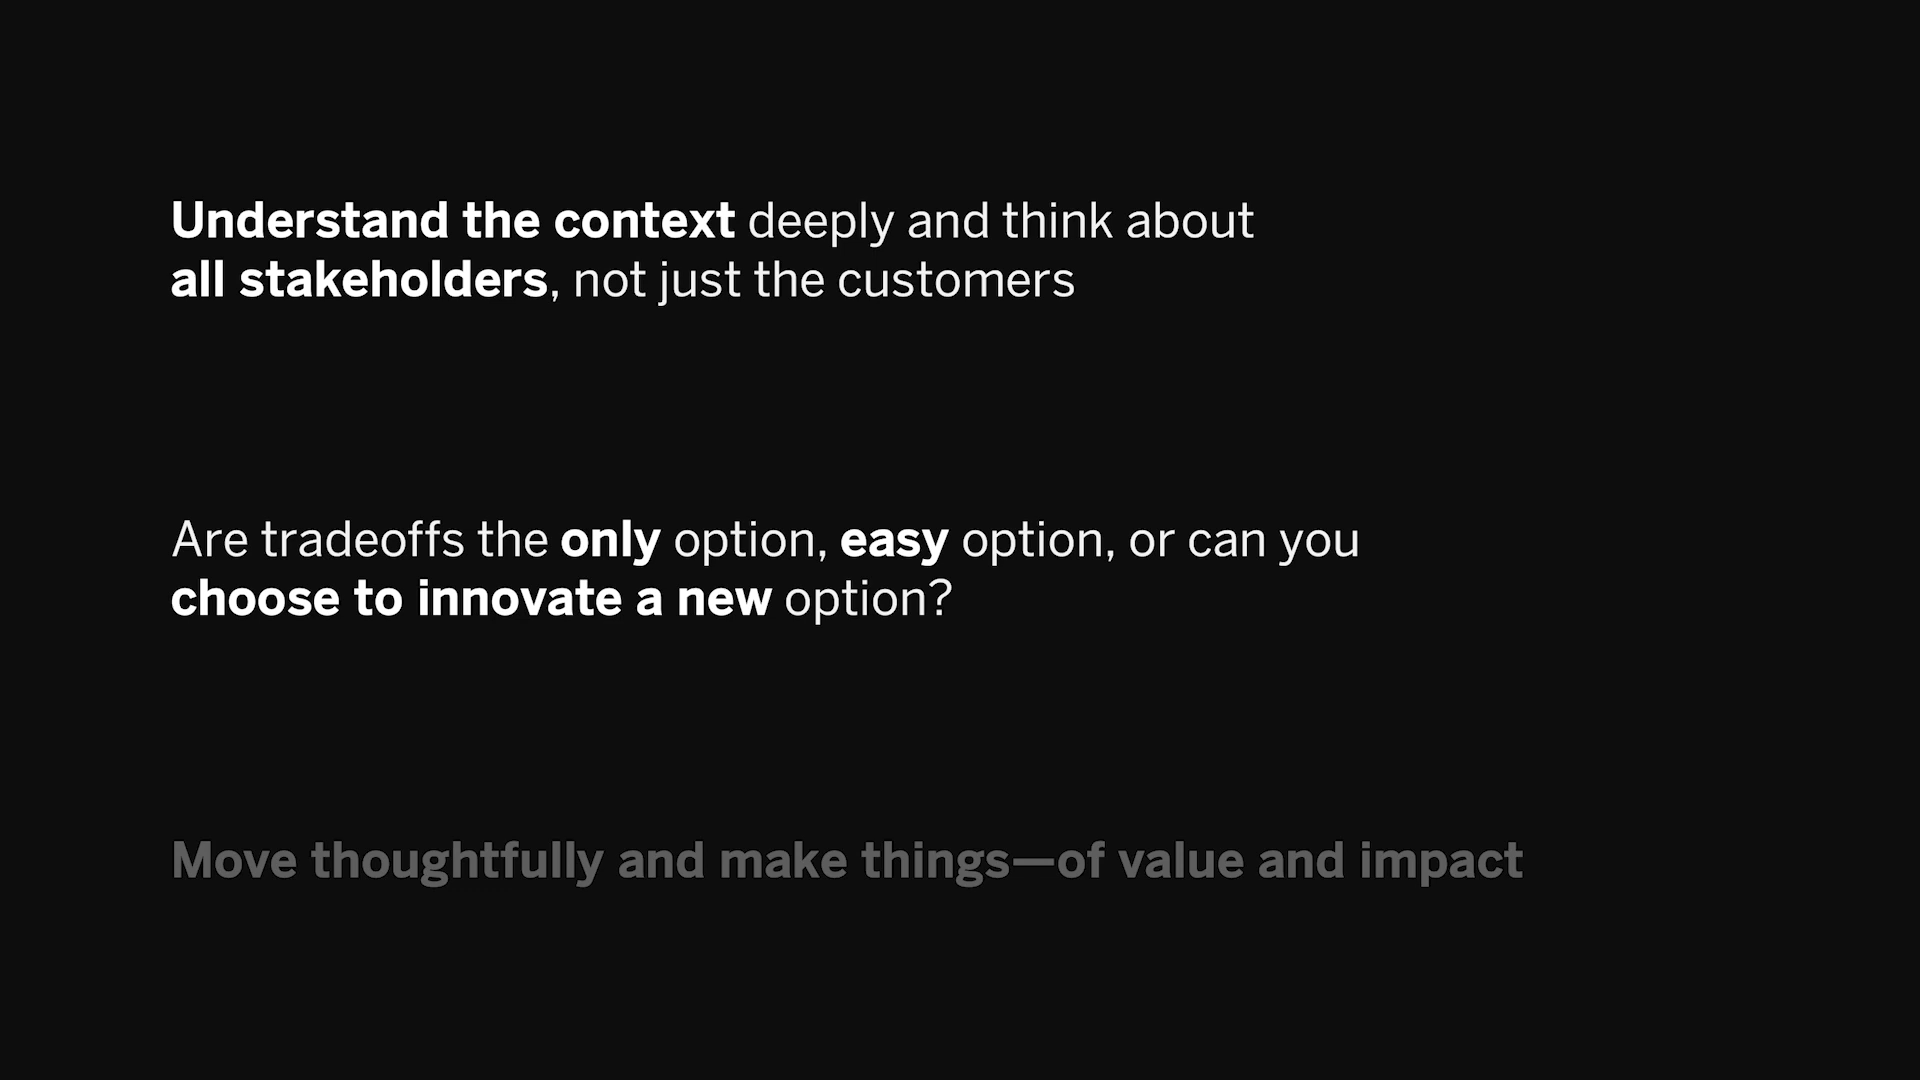 Understand the context deeply and think about
all stakeholders, not just the customers
Are tradeoffs the only option, easy option, or can you
choose to innovate a new option?
Move thoughtfully and make things—of value and impact